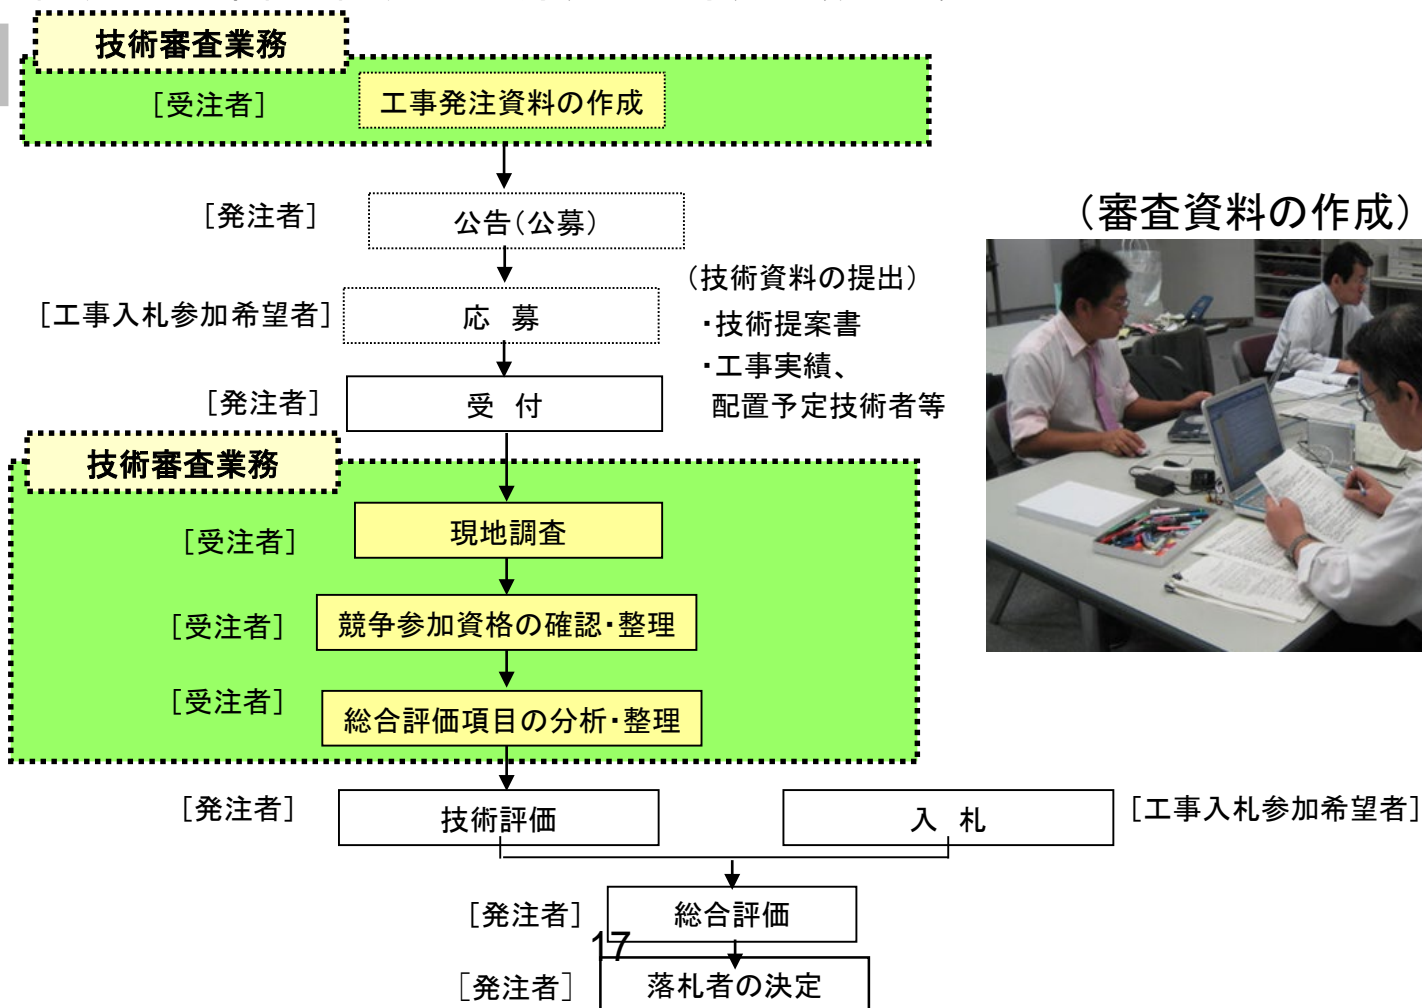 技術審査業務
[受注者] 工事発注資料の作成
[発注者] 公告(公募)
(審査資料の作成)
[工事入札参加希望者] 応 募
(技術資料の提出)
・技術提案書
・工事実績、
配置予定技術者等
[発注者] 受 付
技術審査業務
[受注者] 現地調査
[受注者] 競争参加資格の確認・整理
[受注者] 総合評価項目の分析・整理
[発注者] 技術評価
入 札 [工事入札参加希望者]
[発注者] 総合評価
17
[発注者] 落札者の決定